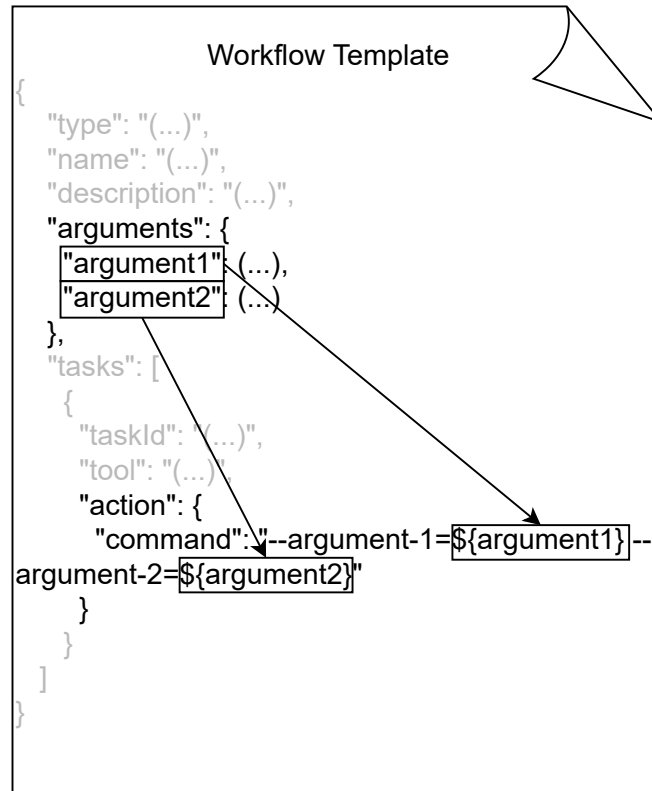 Workflow Template
{
"type": "(...)",
"name": "(...)",
"description": "(...)",
"arguments": {
"argument1": (...),
"argument2": (...)
},
"tasks": [
{
"taskId": "(...)",
"tool": "(...)",
"action": {
"command": "--argument-1=${argument1} --
argument-2=${argument2}"
}
}
]
}